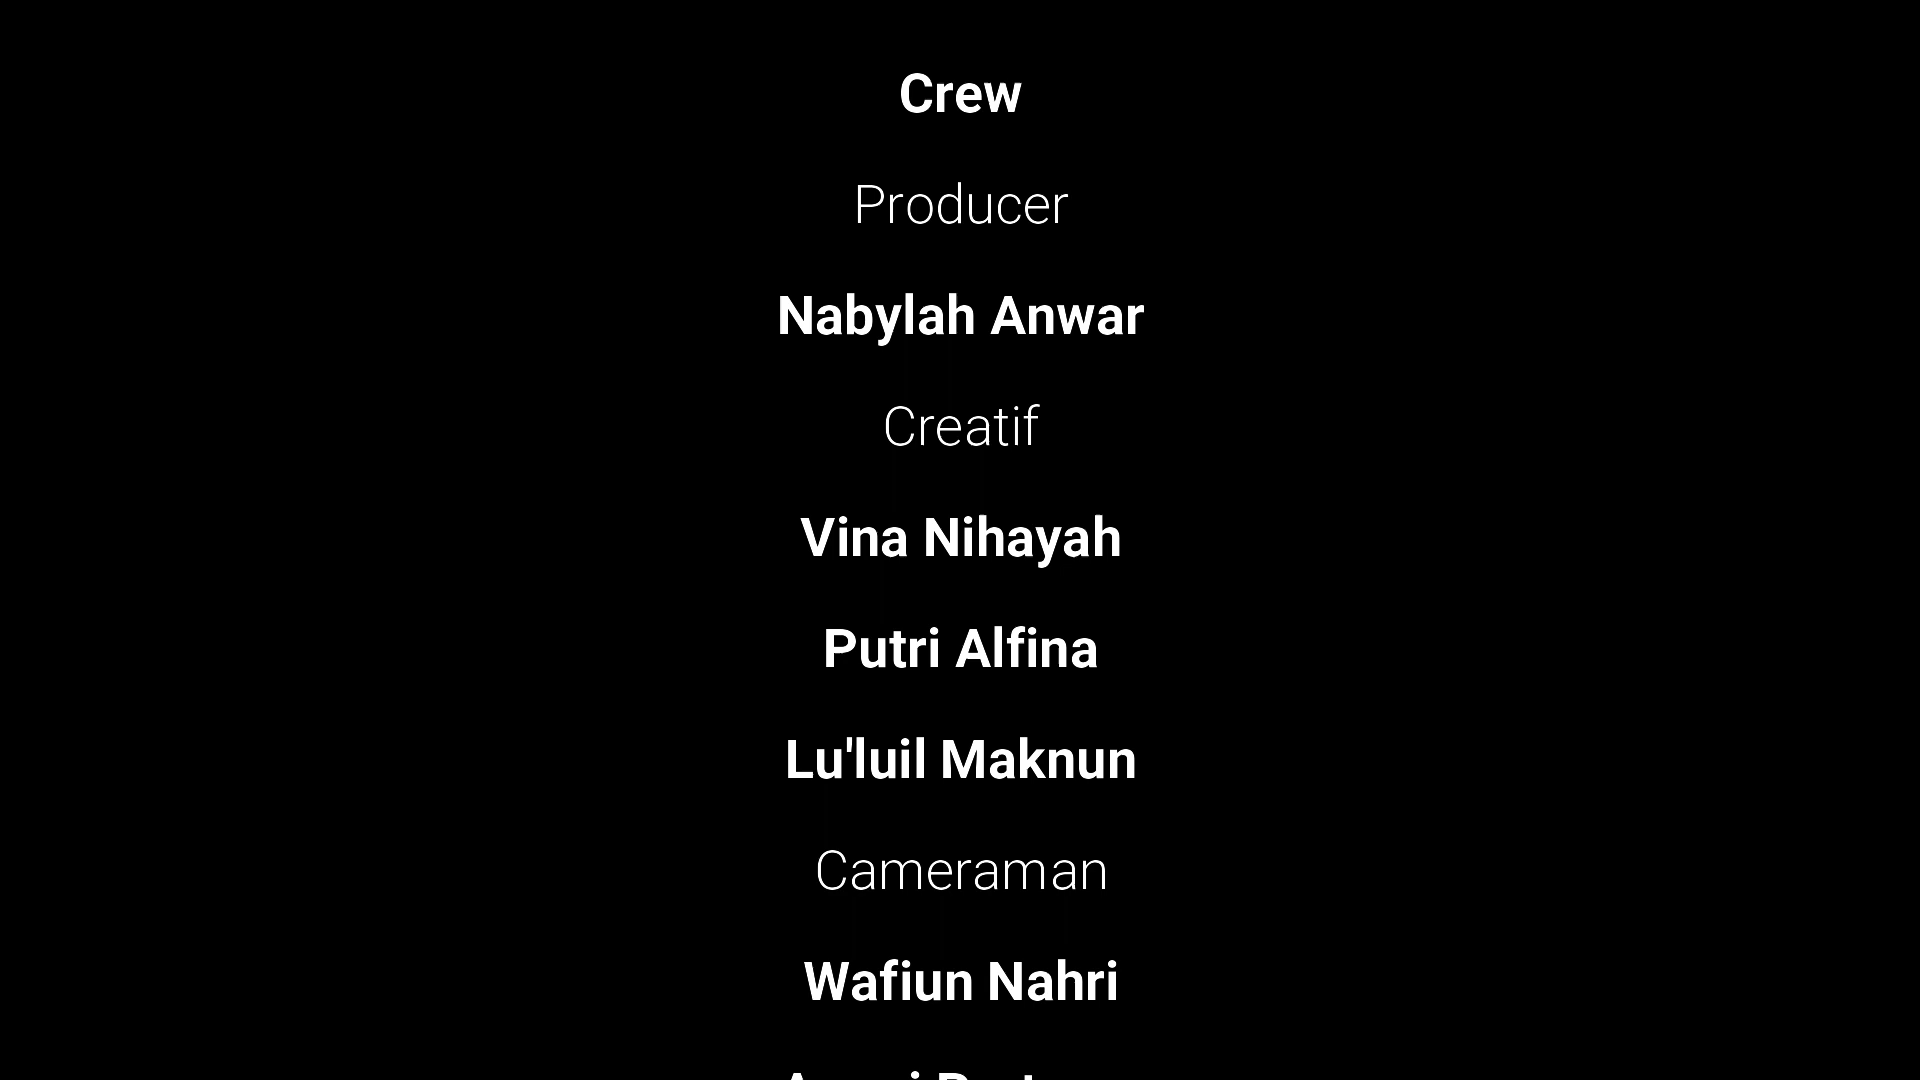 Crew
Producer
Nabylah Anwar
Creatif
Vina Nihayah
Putri Alfina
Lu'luil Maknun
Cameraman
Wafiun Nahri